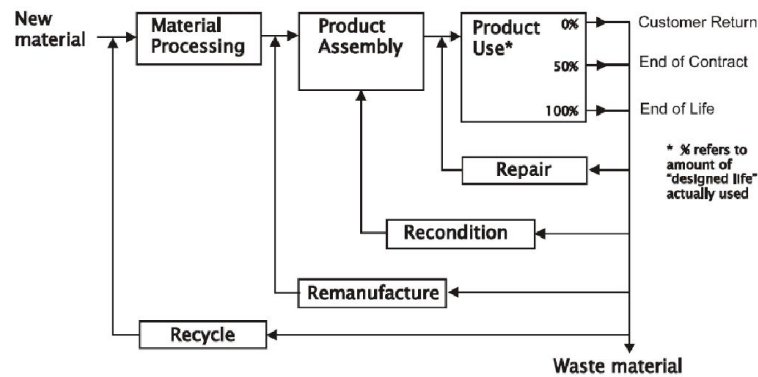 New
material
Material
Processing
Product
Assembly
Product
Use*
0%
50%
100%
Customer Return
End of Contract
End of Life
* % refers to
amount of
"designed life"
actually used
Repair
Recondition
Remanufacture
Recycle
Waste material